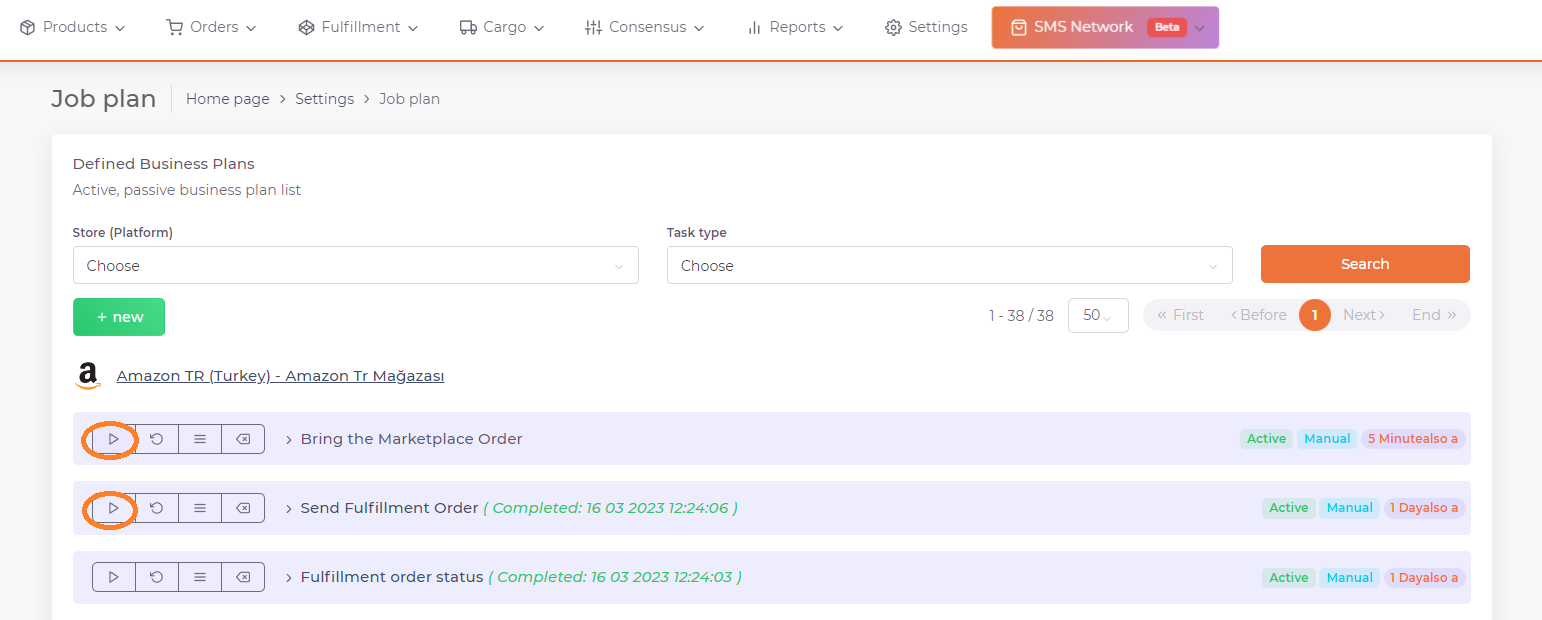 Products Orders Fulfillment Cargo Consensus Reports Settings SMS Network Beta
Job plan Home page > Settings > Job plan
Defined Business Plans
Active, passive business plan list
Store (Platform) Task type
Choose Choose Search
+ new 1 - 38 / 38 50 « First < Before 1 Next > End »
a Amazon TR (Turkey) - Amazon Tr Mağazası
> Bring the Marketplace Order Active Manual 5 Minutealso a
> Send Fulfillment Order ( Completed: 16 03 2023 12:24:06 ) Active Manual 1 Dayalso a
> Fulfillment order status ( Completed: 16 03 2023 12:24:03 ) Active Manual 1 Dayalso a